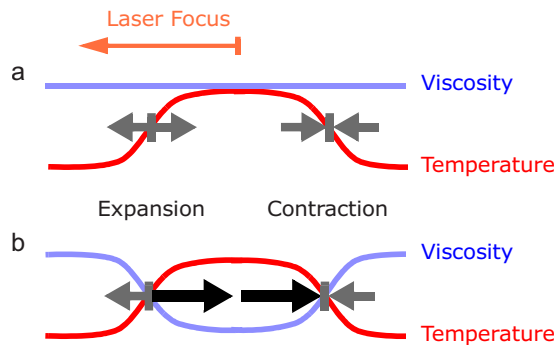 Laser Focus
a
Viscosity
Temperature
Expansion
Contraction
b
Viscosity
Temperature